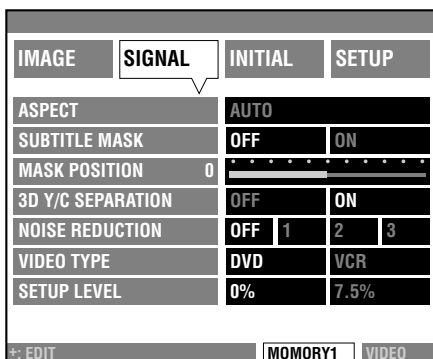 IMAGE SIGNAL INITIAL SETUP
ASPECT AUTO
SUBTITLE MASK OFF ON
MASK POSITION 0
3D Y/C SEPARATION OFF ON
NOISE REDUCTION OFF 1 2 3
VIDEO TYPE DVD VCR
SETUP LEVEL 0% 7.5%
+: EDIT MOMORY1 VIDEO